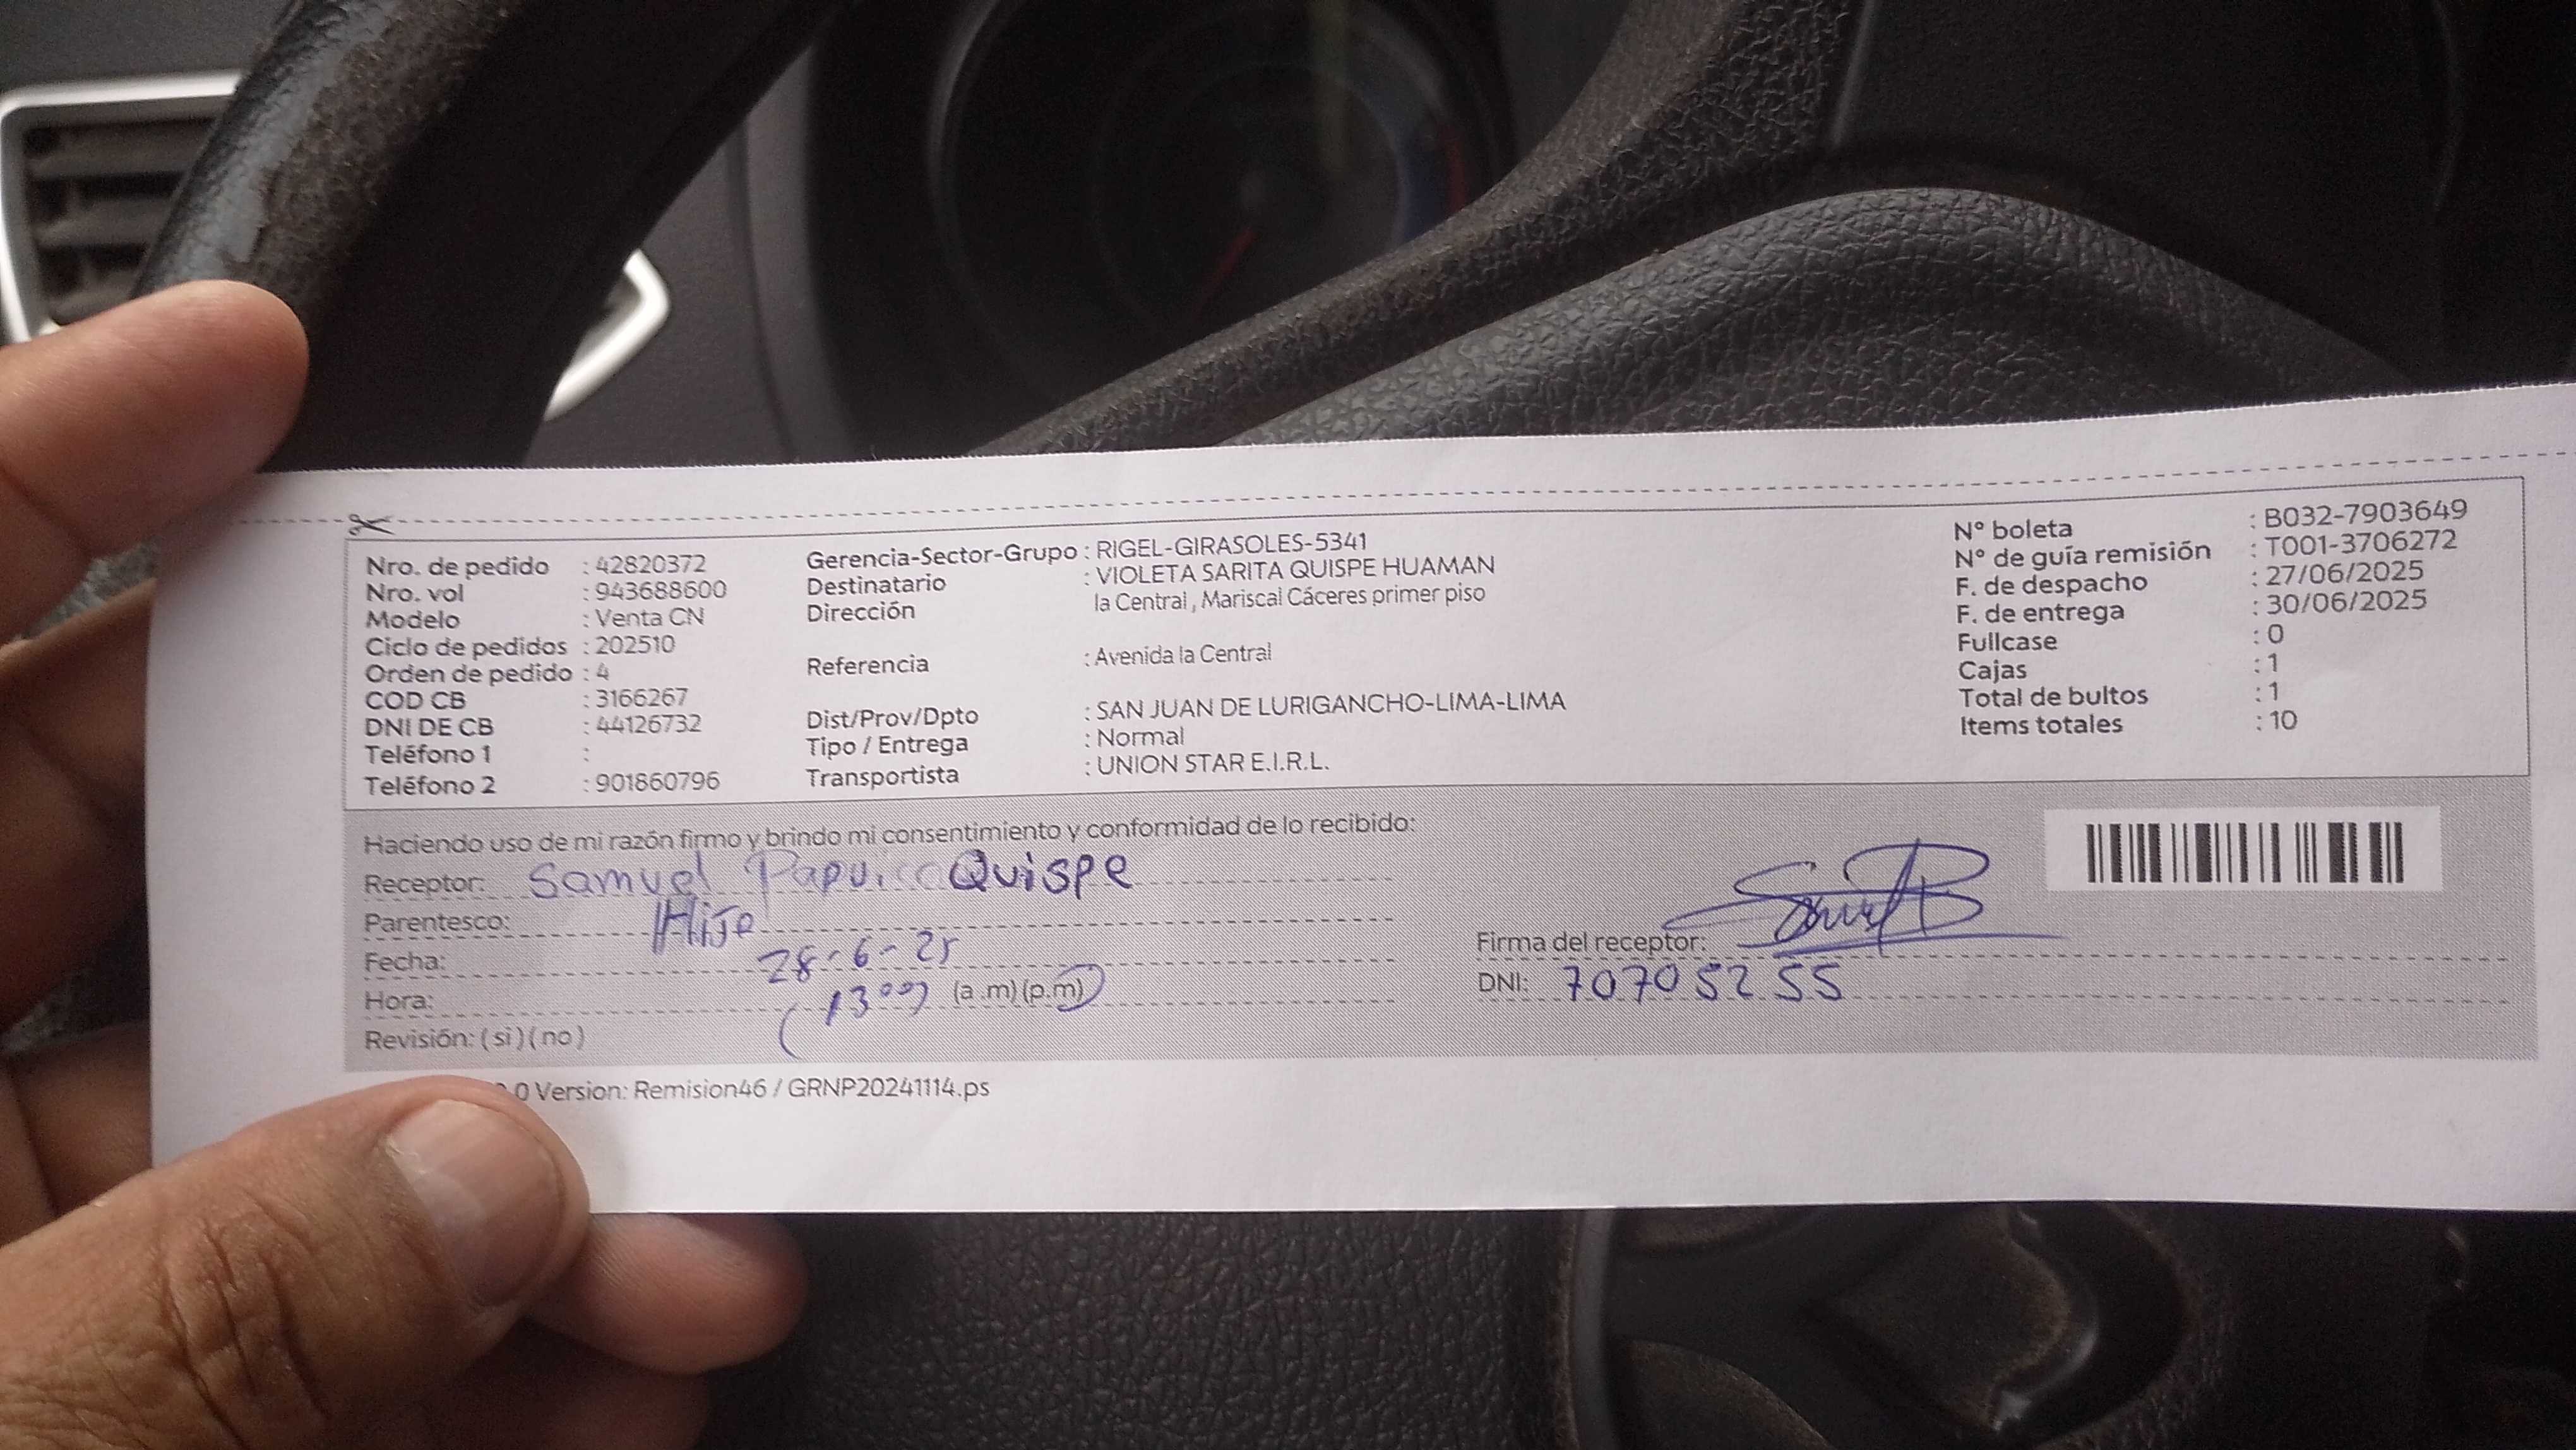 Nro. de pedido : 42820372
Nro. vol : 943688600
Modelo : Venta CN
Ciclo de pedidos : 202510
Orden de pedido : 4
COD CB : 3166267
DNI DE CB : 44126732
Teléfono 1 :
Teléfono 2 : 901860796
Gerencia-Sector-Grupo : RIGEL-GIRASOLES-5341
Destinatario : VIOLETA SARITA QUISPE HUAMAN
Dirección la Central , Mariscal Cáceres primer piso
Referencia : Avenida la Central
Dist/Prov/Dpto : SAN JUAN DE LURIGANCHO-LIMA-LIMA
Tipo / Entrega : Normal
Transportista : UNION STAR E.I.R.L.
N° boleta : B032-7903649
N° de guía remisión : T001-3706272
F. de despacho : 27/06/2025
F. de entrega : 30/06/2025
Fullcase : 0
Cajas : 1
Total de bultos : 1
Items totales : 10
Haciendo uso de mi razón firmo y brindo mi consentimiento y conformidad de lo recibido:
Receptor: Samuel Quispe
Parentesco: Hijo
Fecha: 28-6-25
Hora: 13:00 (a.m) (p.m)
Revisión: ( si ) ( no )
Firma del receptor:
DNI: 70705255
Version: Remision46 / GRNP20241114.ps